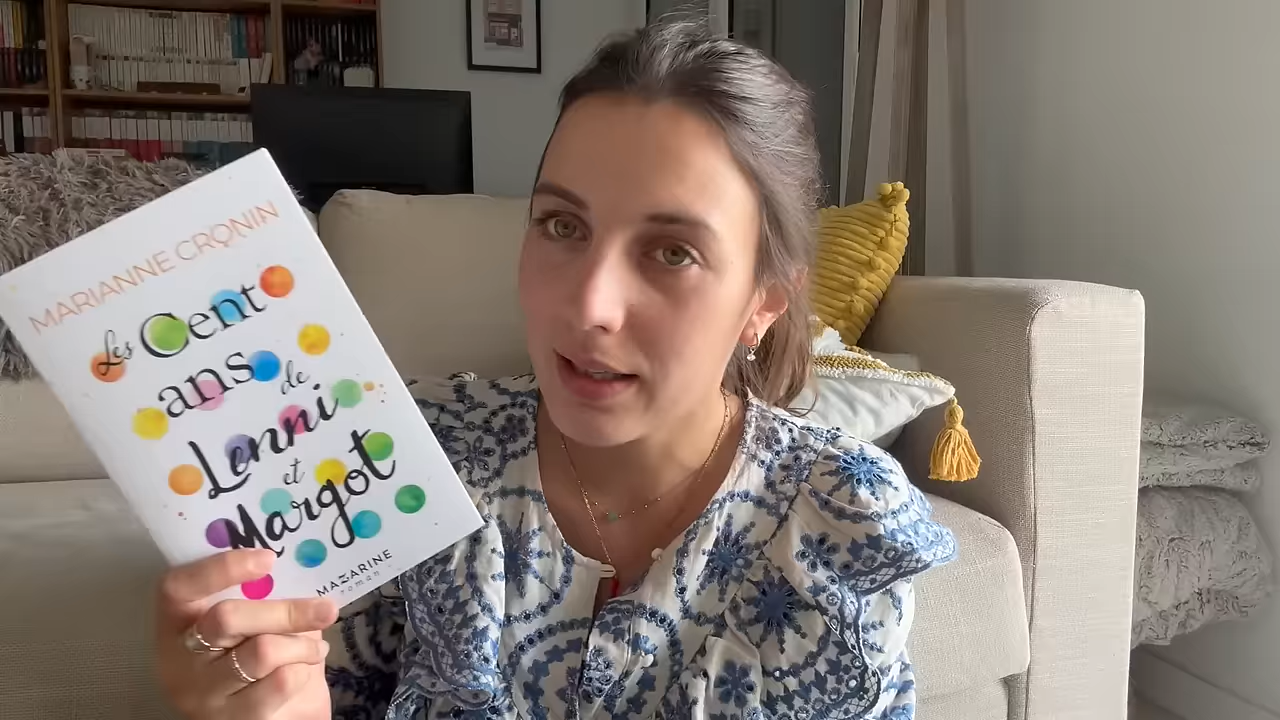 MARIANNE CRONIN
Les Cent
ans de
Lenni
et
Margot
MAZARINE
roman